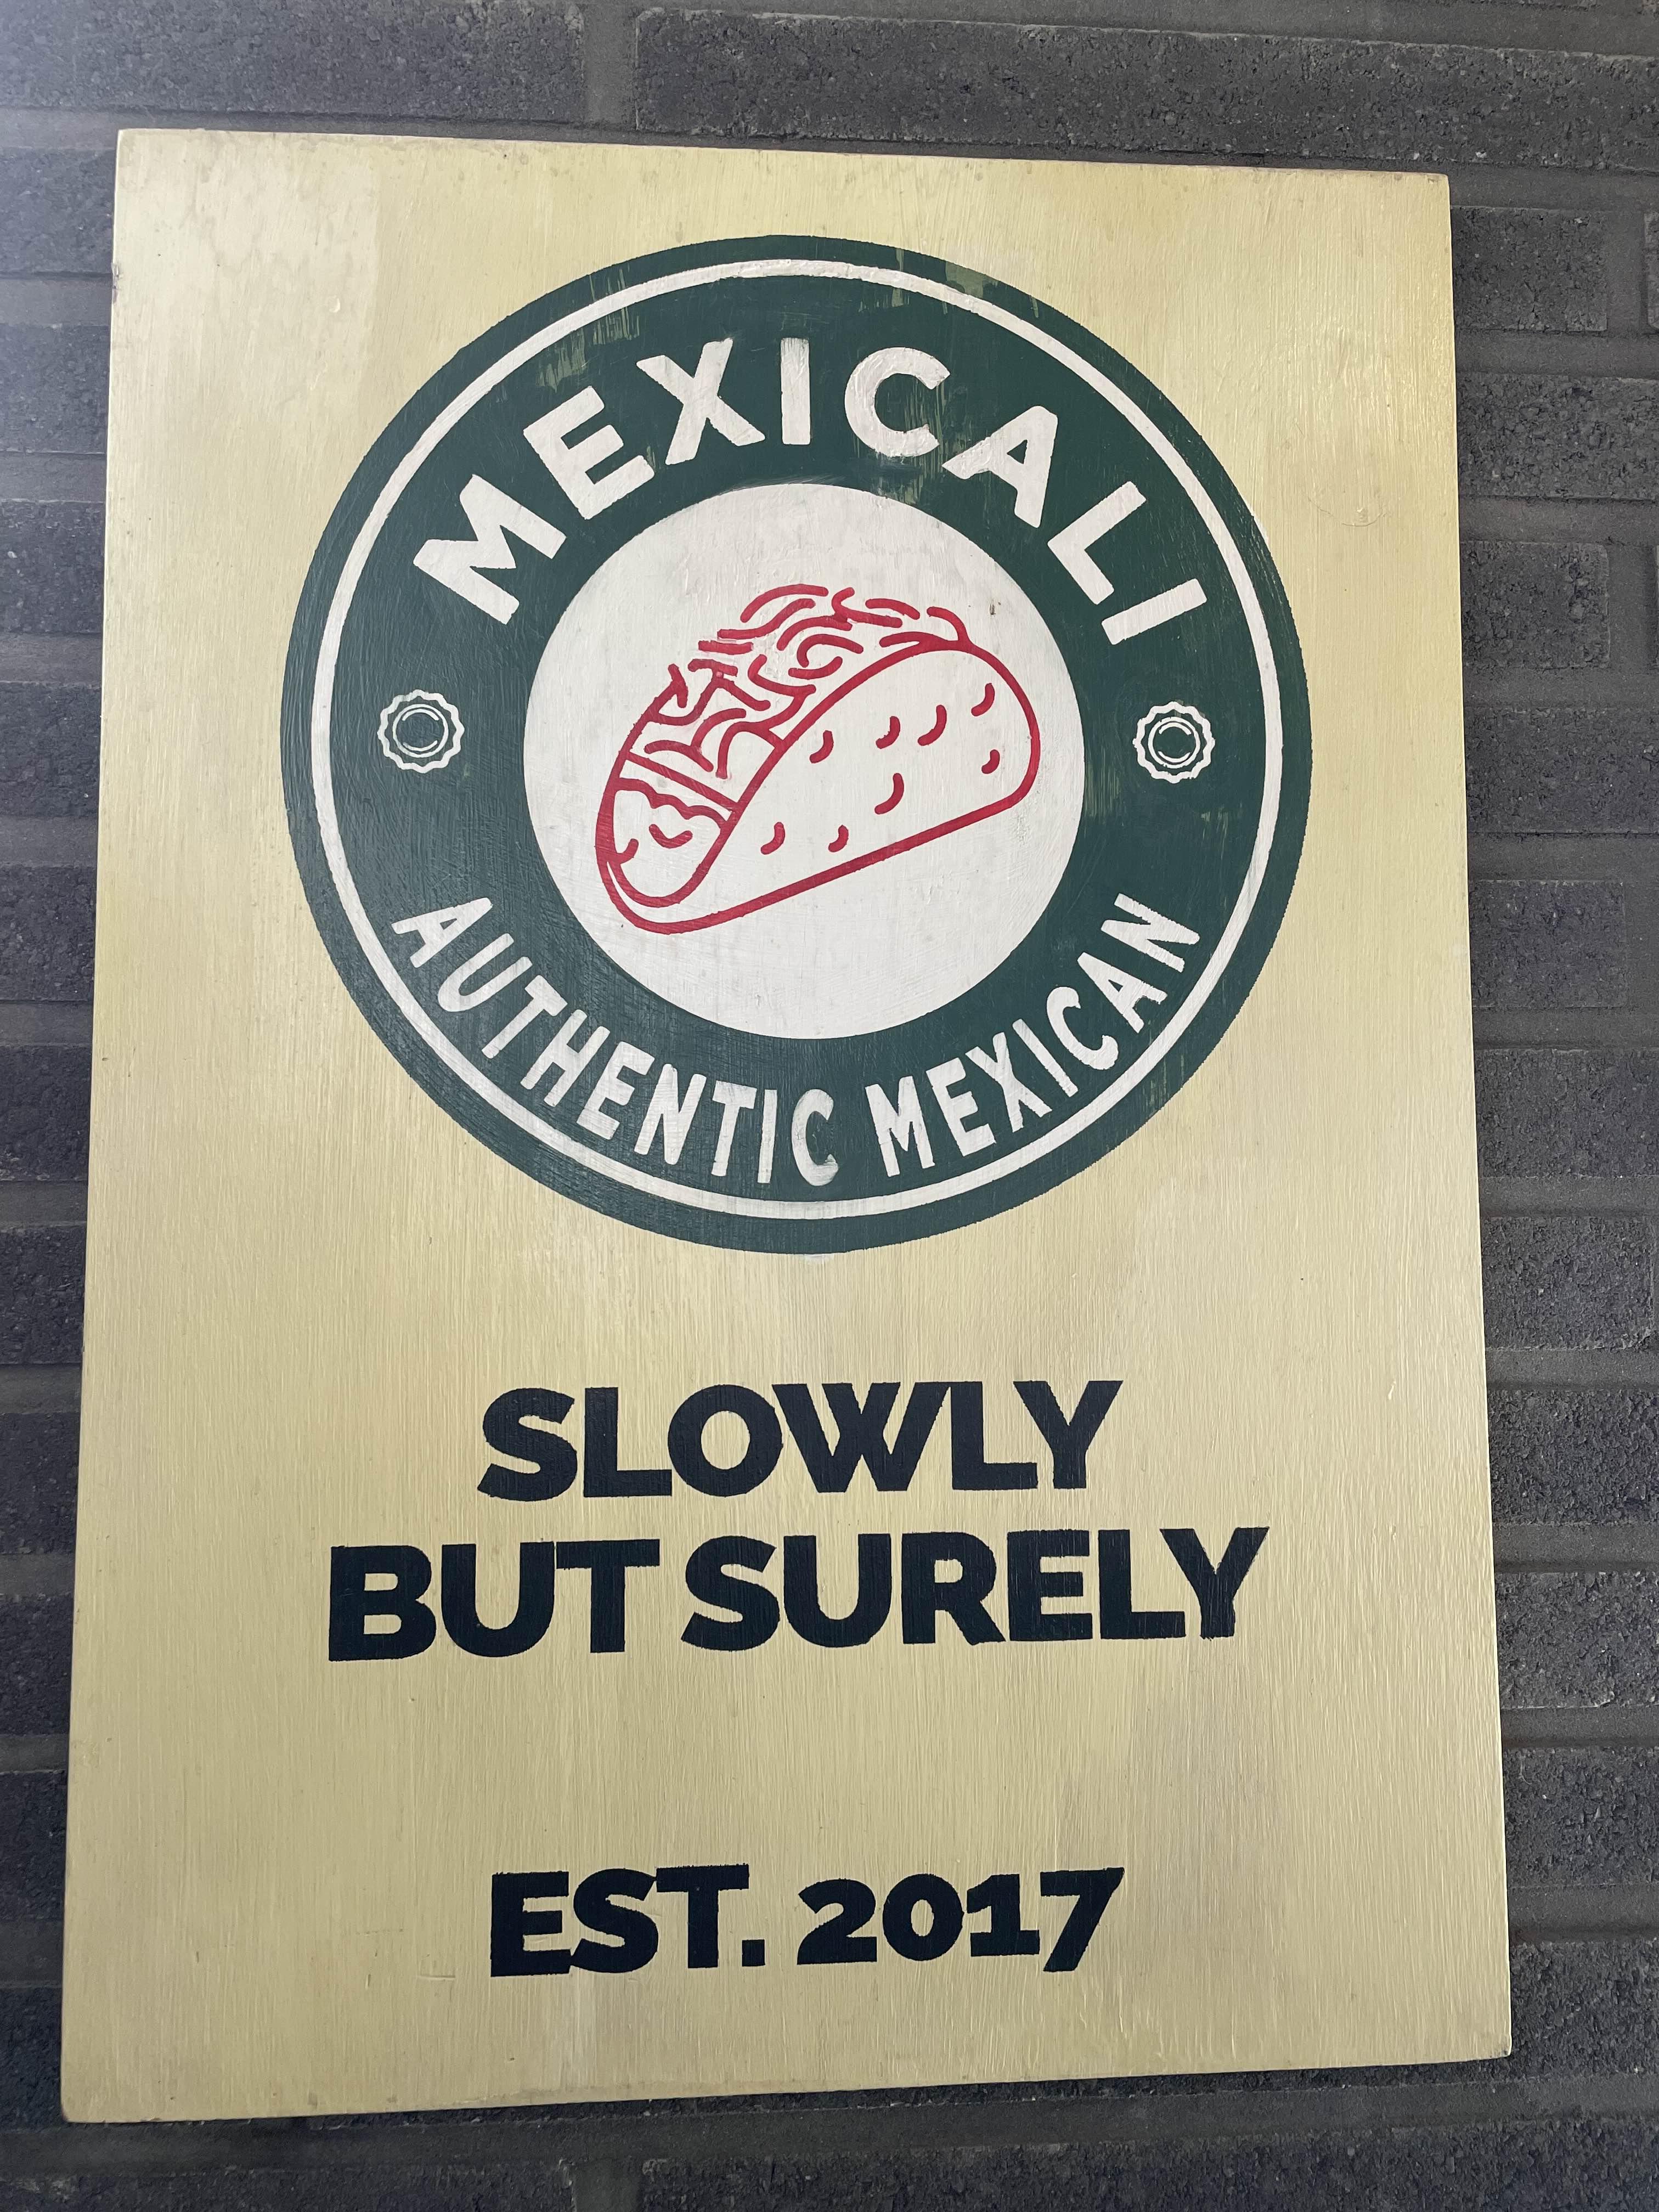 MEXICALI
AUTHENTIC MEXICAN
SLOWLY
BUT SURELY
EST. 2017